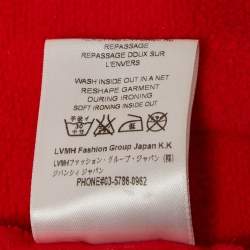 REPASSAGE
REPASSAGE DOUX SUR
L'ENVERS
WASH INSIDE OUT IN A NET
RESHAPE GARMENT
DURING IRONING
SOFT IRONING INSIDE OUT
LVMH Fashion Group Japan K.K
LVMHファッション・グループ・ジャパン (株)
ジバンシィ ジャパン
PHONE#03-5786-0962